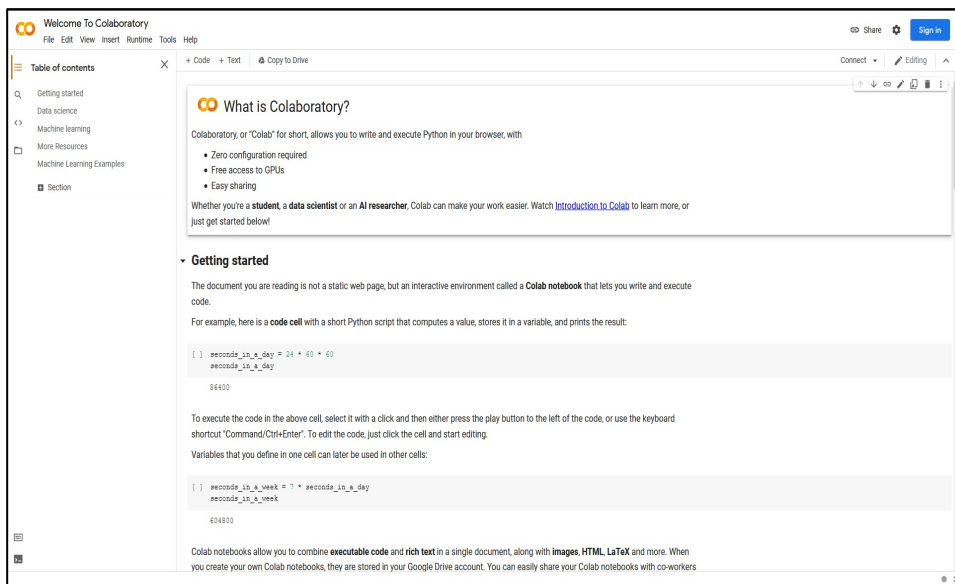 Welcome To Colaboratory
File Edit View Insert Runtime Tools Help
Share
Sign in
Table of contents
+ Code + Text Copy to Drive
Connect
Editing
Getting started
Data science
Machine learning
More Resources
Machine Learning Examples
Section
What is Colaboratory?
Colaboratory, or "Colab" for short, allows you to write and execute Python in your browser, with
• Zero configuration required
• Free access to GPUs
• Easy sharing
Whether you're a student, a data scientist or an AI researcher, Colab can make your work easier. Watch Introduction to Colab to learn more, or
just get started below!
Getting started
The document you are reading is not a static web page, but an interactive environment called a Colab notebook that lets you write and execute
code.
For example, here is a code cell with a short Python script that computes a value, stores it in a variable, and prints the result:
[ ] seconds_in_a_day = 24 * 60 * 60
seconds_in_a_day
86400
To execute the code in the above cell, select it with a click and then either press the play button to the left of the code, or use the keyboard
shortcut "Command/Ctrl+Enter". To edit the code, just click the cell and start editing.
Variables that you define in one cell can later be used in other cells:
[ ] seconds_in_a_week = 7 * seconds_in_a_day
seconds_in_a_week
604800
Colab notebooks allow you to combine executable code and rich text in a single document, along with images, HTML, LaTeX and more. When
you create your own Colab notebooks, they are stored in your Google Drive account. You can easily share your Colab notebooks with co-workers